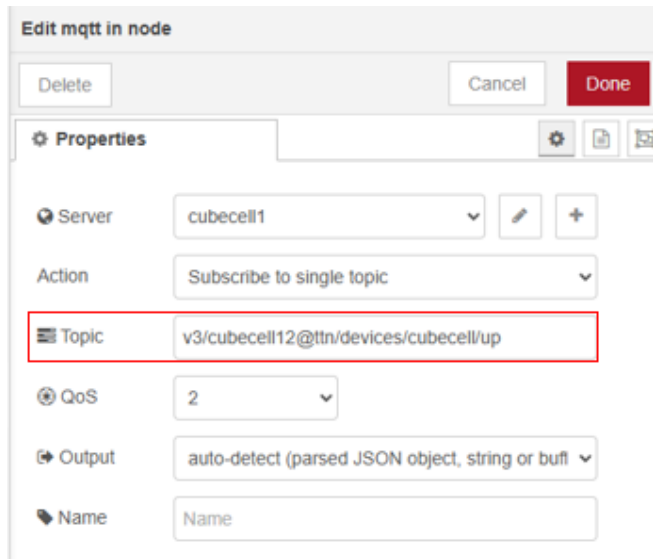 Edit mqtt in node
Delete Cancel Done
Properties
Server cubecell1
Action Subscribe to single topic
Topic v3/cubecell12@ttn/devices/cubecell/up
QoS 2
Output auto-detect (parsed JSON object, string or buff
Name Name